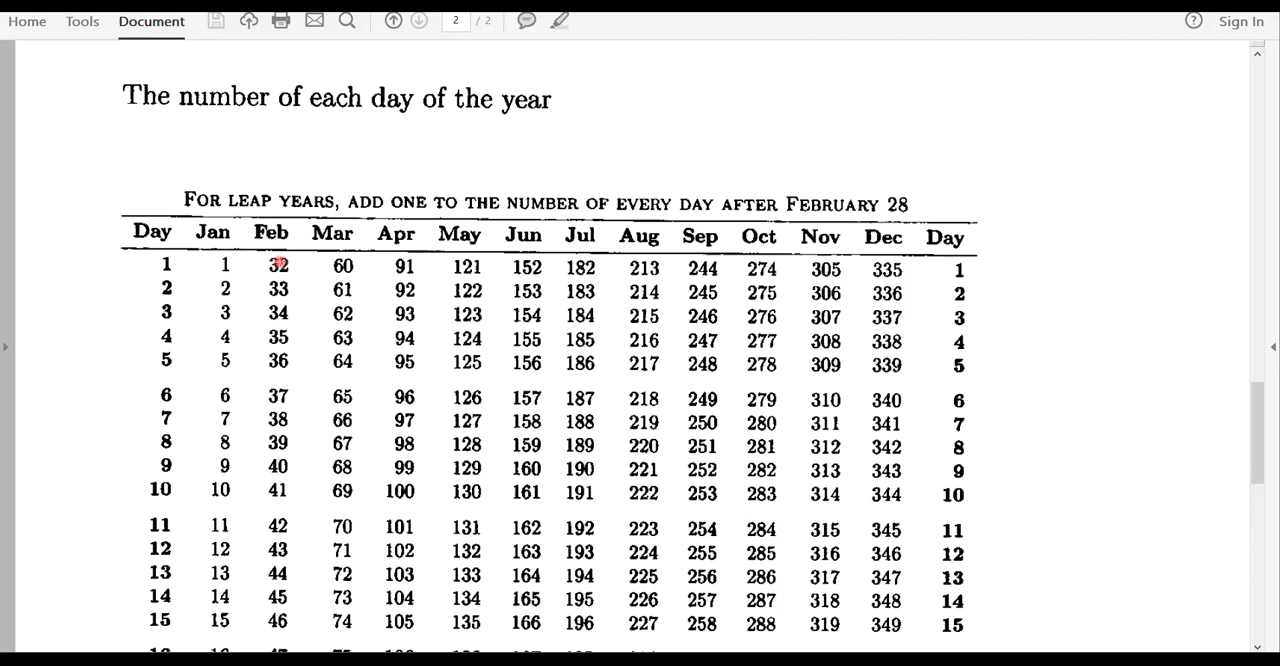 Home Tools Document 2 / 2 ? Sign In
The number of each day of the year
FOR LEAP YEARS, ADD ONE TO THE NUMBER OF EVERY DAY AFTER FEBRUARY 28
Day Jan Feb Mar Apr May Jun Jul Aug Sep Oct Nov Dec Day
1 1 32 60 91 121 152 182 213 244 274 305 335 1
2 2 33 61 92 122 153 183 214 245 275 306 336 2
3 3 34 62 93 123 154 184 215 246 276 307 337 3
4 4 35 63 94 124 155 185 216 247 277 308 338 4
5 5 36 64 95 125 156 186 217 248 278 309 339 5
6 6 37 65 96 126 157 187 218 249 279 310 340 6
7 7 38 66 97 127 158 188 219 250 280 311 341 7
8 8 39 67 98 128 159 189 220 251 281 312 342 8
9 9 40 68 99 129 160 190 221 252 282 313 343 9
10 10 41 69 100 130 161 191 222 253 283 314 344 10
11 11 42 70 101 131 162 192 223 254 284 315 345 11
12 12 43 71 102 132 163 193 224 255 285 316 346 12
13 13 44 72 103 133 164 194 225 256 286 317 347 13
14 14 45 73 104 134 165 195 226 257 287 318 348 14
15 15 46 74 105 135 166 196 227 258 288 319 349 15